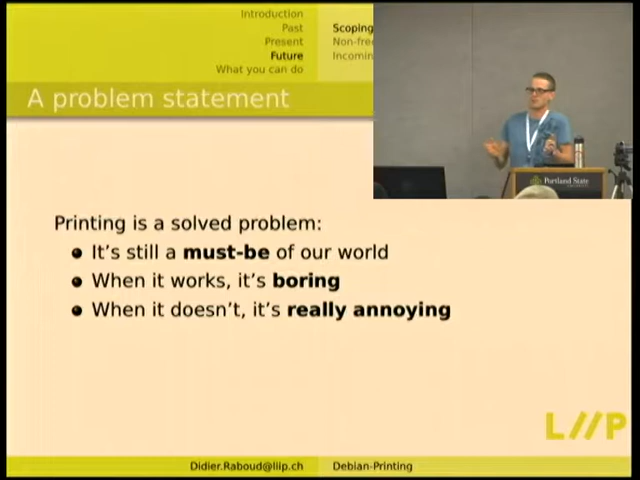 Introduction
Past
Present
Future
What you can do
Scoping
Non-free
Incomin
A problem statement
Portland State
Printing is a solved problem:
It's still a must-be of our world
When it works, it's boring
When it doesn't, it's really annoying
L//P
Didier.Raboud@liip.ch
Debian-Printing